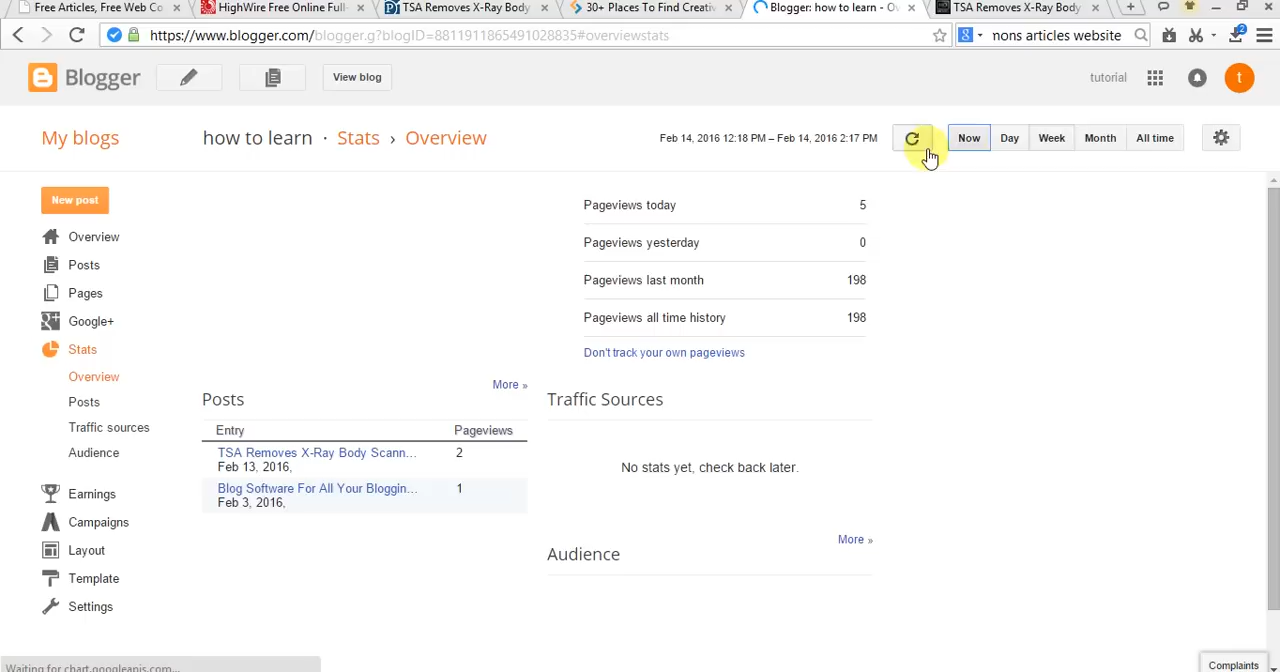 Free Articles, Free Web Co
HighWire Free Online Full-
TSA Removes X-Ray Body
30+ Places To Find Creativ
Blogger: how to learn - Ov
TSA Removes X-Ray Body
https://www.blogger.com/blogger.g?blogID=8811911865491028835#overviewstats
nons articles website
2
Blogger
View blog
tutorial
t
My blogs
how to learn · Stats › Overview
Feb 14, 2016 12:18 PM – Feb 14, 2016 2:17 PM
Now
Day
Week
Month
All time
New post
Overview
Posts
Pages
Google+
Stats
Overview
Posts
Traffic sources
Audience
Earnings
Campaigns
Layout
Template
Settings
Pageviews today 5
Pageviews yesterday 0
Pageviews last month 198
Pageviews all time history 198
Don't track your own pageviews
More »
Posts
Entry Pageviews
TSA Removes X-Ray Body Scann… 2
Feb 13, 2016,
Blog Software For All Your Bloggin… 1
Feb 3, 2016,
Traffic Sources
No stats yet, check back later.
More »
Audience
Waiting for chart.googleapis.com...
Complaints